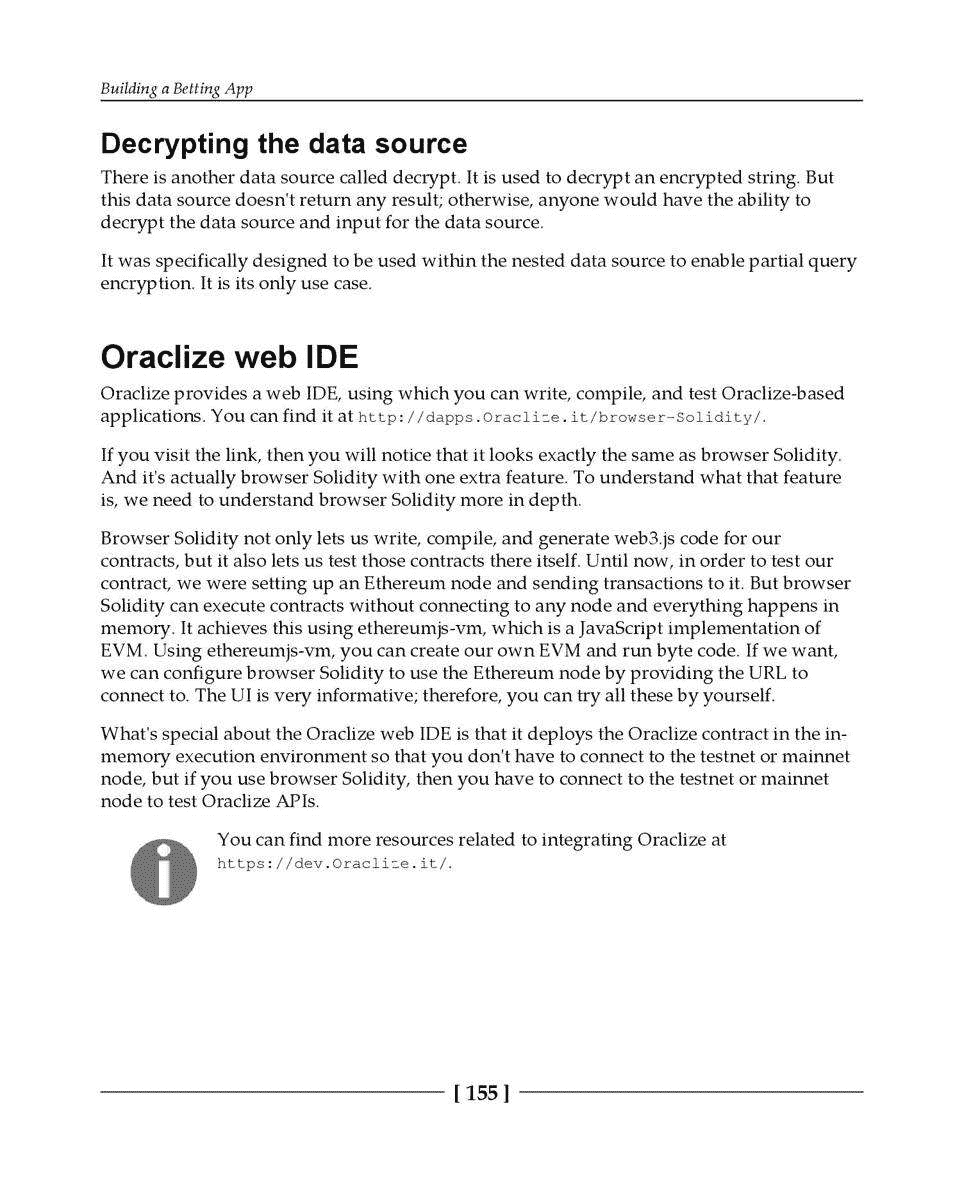 Building a Betting App
Decrypting the data source
There is another data source called decrypt. It is used to decrypt an encrypted string. But
this data source doesn't return any result; otherwise, anyone would have the ability to
decrypt the data source and input for the data source.
It was specifically designed to be used within the nested data source to enable partial query
encryption. It is its only use case.
Oraclize web IDE
Oraclize provides a web IDE, using which you can write, compile, and test Oraclize-based
applications. You can find it at http://dapps.Oraclize.it/browser-Solidity/.
If you visit the link, then you will notice that it looks exactly the same as browser Solidity.
And it's actually browser Solidity with one extra feature. To understand what that feature
is, we need to understand browser Solidity more in depth.
Browser Solidity not only lets us write, compile, and generate web3.js code for our
contracts, but it also lets us test those contracts there itself. Until now, in order to test our
contract, we were setting up an Ethereum node and sending transactions to it. But browser
Solidity can execute contracts without connecting to any node and everything happens in
memory. It achieves this using ethereumjs-vm, which is a JavaScript implementation of
EVM. Using ethereumjs-vm, you can create our own EVM and run byte code. If we want,
we can configure browser Solidity to use the Ethereum node by providing the URL to
connect to. The UI is very informative; therefore, you can try all these by yourself.
What's special about the Oraclize web IDE is that it deploys the Oraclize contract in the in-
memory execution environment so that you don't have to connect to the testnet or mainnet
node, but if you use browser Solidity, then you have to connect to the testnet or mainnet
node to test Oraclize APIs.
You can find more resources related to integrating Oraclize at
https://dev.Oraclize.it/.
[ 155 ]